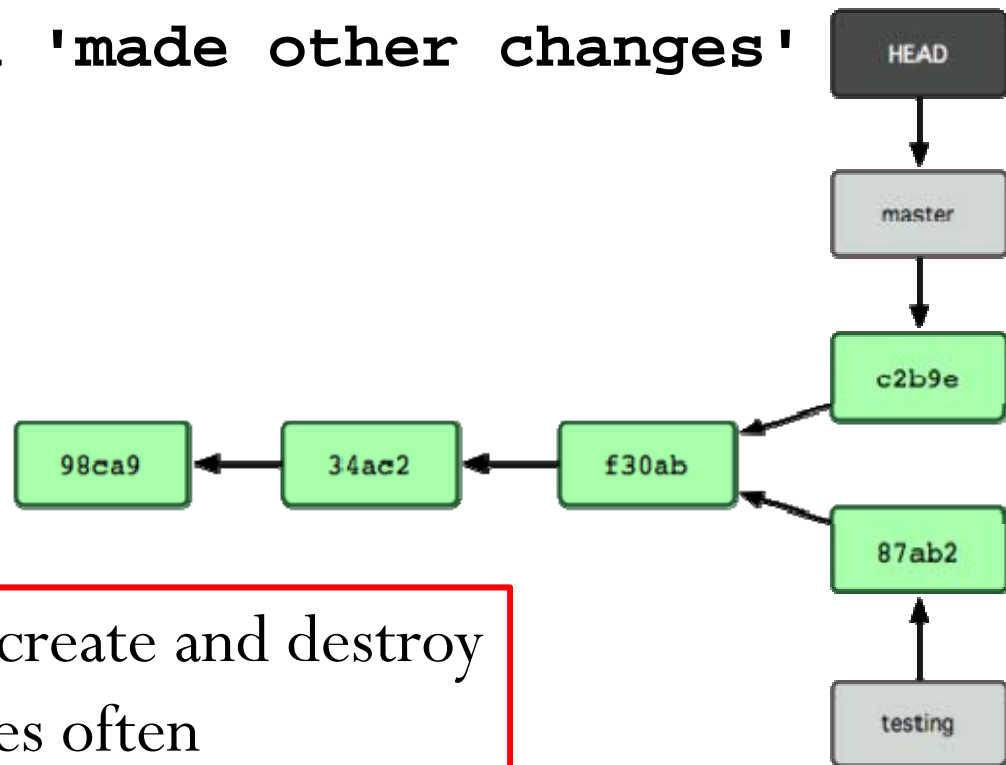 'made other changes'
HEAD
master
c2b9e
98ca9
34ac2
f30ab
87ab2
create and destroy
es often
testing